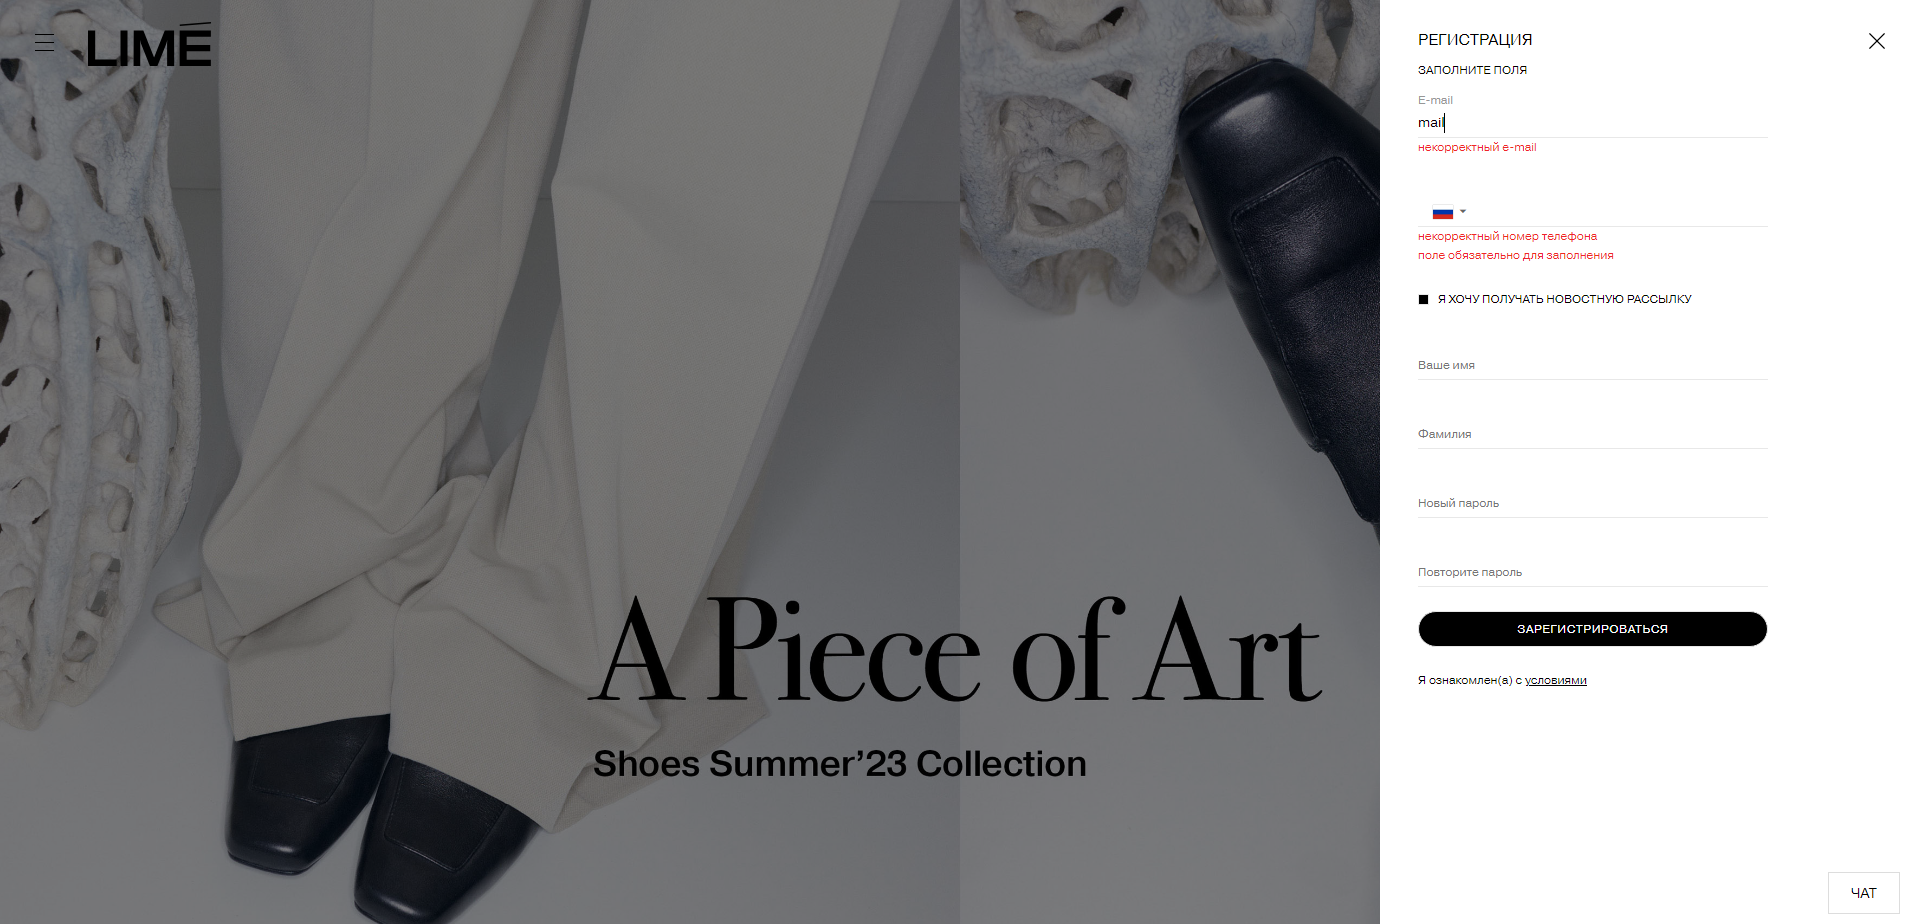 LIMÉ
A Piece of Art
Shoes Summer’23 Collection
РЕГИСТРАЦИЯ
ЗАПОЛНИТЕ ПОЛЯ
E-mail
mail
некорректный e-mail
некорректный номер телефона
поле обязательно для заполнения
Я ХОЧУ ПОЛУЧАТЬ НОВОСТНУЮ РАССЫЛКУ
Ваше имя
Фамилия
Новый пароль
Повторите пароль
ЗАРЕГИСТРИРОВАТЬСЯ
Я ознакомлен(а) с условиями
ЧАТ